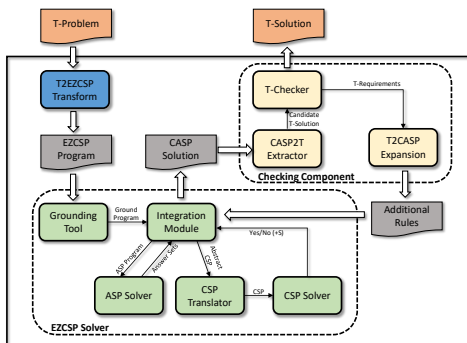 T-Problem
T-Solution
T2EZCSP
Transform
T-Checker
T-Requirements
Candidate
T-Solution
EZCSP
Program
CASP
Solution
CASP2T
Extractor
T2CASP
Expansion
Checking Component
Grounding
Tool
Ground
Program
Integration
Module
Additional
Rules
Yes/No (+S)
ASP Program
Answer Sets
Abstract
CSP
ASP Solver
CSP
Translator
CSP
CSP Solver
EZCSP Solver